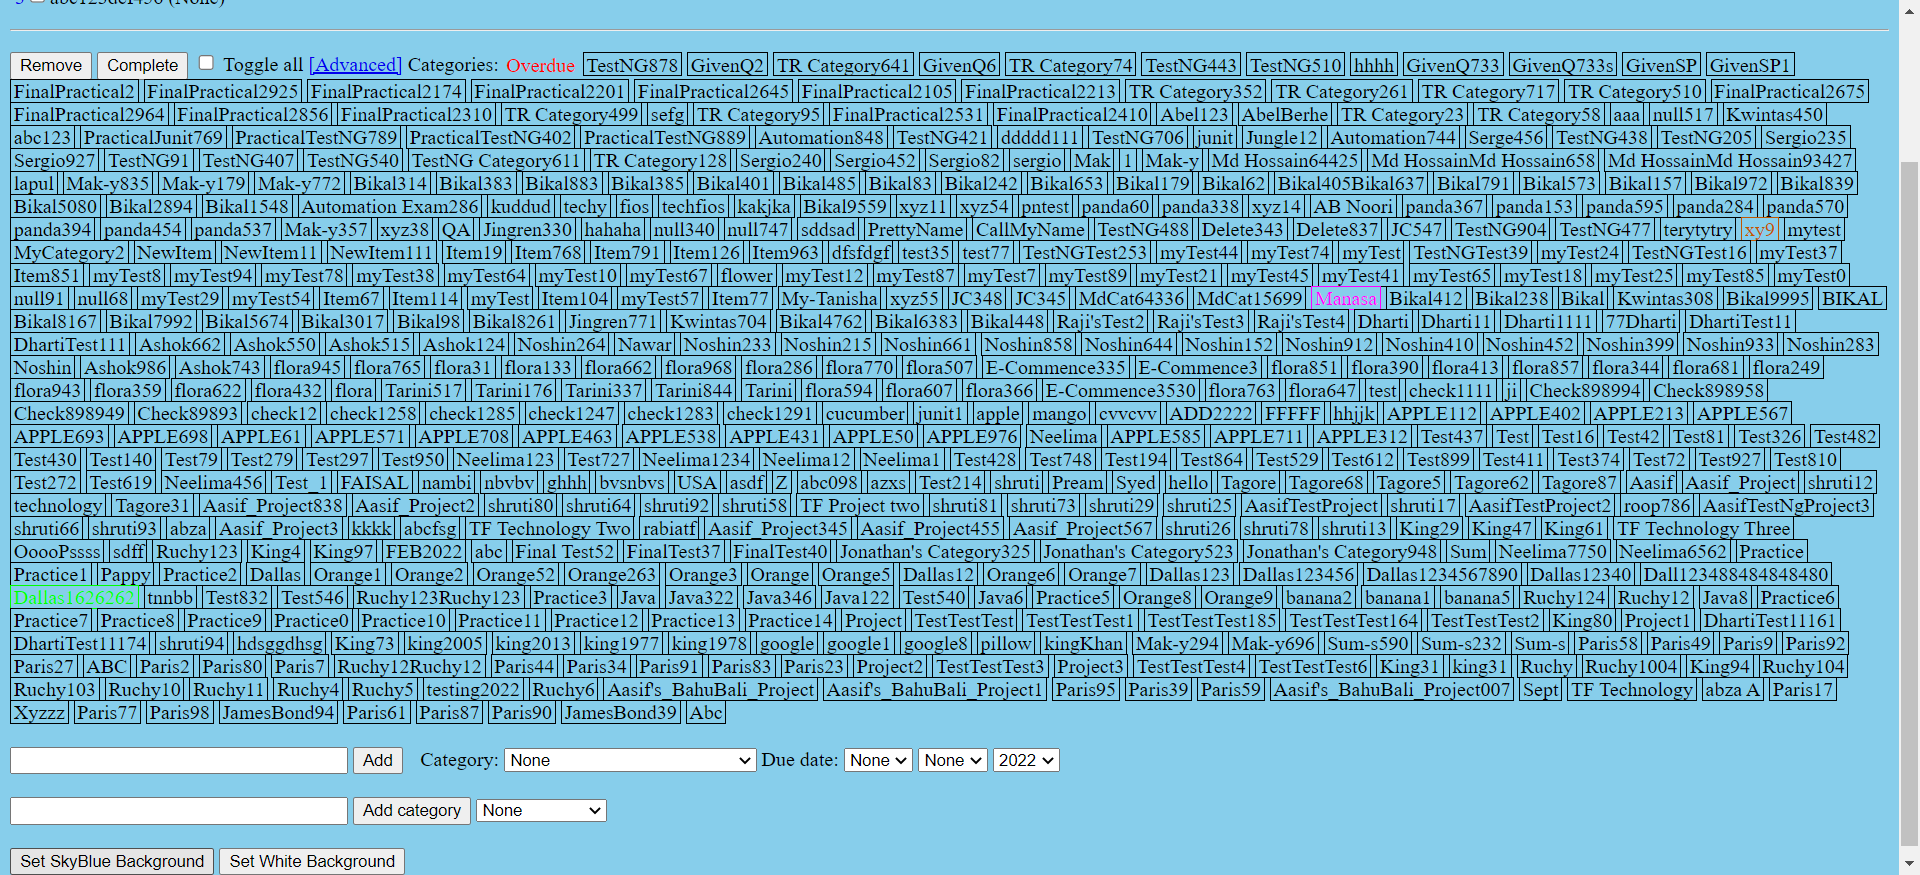 Remove Complete Toggle all [Advanced] Categories: Overdue TestNG878 GivenQ2 TR Category641 GivenQ6 TR Category74 TestNG443 TestNG510 hhhh GivenQ733 GivenQ733s GivenSP GivenSP1
FinalPractical2 FinalPractical2925 FinalPractical2174 FinalPractical2201 FinalPractical2645 FinalPractical2105 FinalPractical2213 TR Category352 TR Category261 TR Category717 TR Category510 FinalPractical2675
FinalPractical2964 FinalPractical2856 FinalPractical2310 TR Category499 sefg TR Category95 FinalPractical2531 FinalPractical2410 Abel123 AbelBerhe TR Category23 TR Category58 aaa null517 Kwintas450
abc123 PracticalJunit769 PracticalTestNG789 PracticalTestNG402 PracticalTestNG889 Automation848 TestNG421 ddddd111 TestNG706 junit Jungle12 Automation744 Serge456 TestNG438 TestNG205 Sergio235
Sergio927 TestNG91 TestNG407 TestNG540 TestNG Category611 TR Category128 Sergio240 Sergio452 Sergio82 sergio Mak 1 Mak-y Md Hossain64425 Md HossainMd Hossain658 Md HossainMd Hossain93427
lapul Mak-y835 Mak-y179 Mak-y772 Bikal314 Bikal383 Bikal883 Bikal385 Bikal401 Bikal485 Bikal83 Bikal242 Bikal653 Bikal179 Bikal62 Bikal405Bikal637 Bikal791 Bikal573 Bikal157 Bikal972 Bikal839
Bikal5080 Bikal2894 Bikal1548 Automation Exam286 kuddud techy fios techfios kakjka Bikal9559 xyz11 xyz54 pntest panda60 panda338 xyz14 AB Noori panda367 panda153 panda595 panda284 panda570
panda394 panda454 panda537 Mak-y357 xyz38 QA Jingren330 hahaha null340 null747 sddsad PrettyName CallMyName TestNG488 Delete343 Delete837 JC547 TestNG904 TestNG477 terytytry xy9 mytest
MyCategory2 NewItem NewItem11 NewItem111 Item19 Item768 Item791 Item126 Item963 dfsfdgf test35 test77 TestNGTest253 myTest44 myTest74 myTest TestNGTest39 myTest24 TestNGTest16 myTest37
Item851 myTest8 myTest94 myTest78 myTest38 myTest64 myTest10 myTest67 flower myTest12 myTest87 myTest7 myTest89 myTest21 myTest45 myTest41 myTest65 myTest18 myTest25 myTest85 myTest0
null91 null68 myTest29 myTest54 Item67 Item114 myTest Item104 myTest57 Item77 My-Tanisha xyz55 JC348 JC345 MdCat64336 MdCat15699 Manasa Bikal412 Bikal238 Bikal Kwintas308 Bikal9995 BIKAL
Bikal8167 Bikal7992 Bikal5674 Bikal3017 Bikal98 Bikal8261 Jingren771 Kwintas704 Bikal4762 Bikal6383 Bikal448 Raji'sTest2 Raji'sTest3 Raji'sTest4 Dharti Dharti11 Dharti1111 77Dharti DhartiTest11
DhartiTest111 Ashok662 Ashok550 Ashok515 Ashok124 Noshin264 Nawar Noshin233 Noshin215 Noshin661 Noshin858 Noshin644 Noshin152 Noshin912 Noshin410 Noshin452 Noshin399 Noshin933 Noshin283
Noshin Ashok986 Ashok743 flora945 flora765 flora31 flora133 flora662 flora968 flora286 flora770 flora507 E-Commence335 E-Commence3 flora851 flora390 flora413 flora857 flora344 flora681 flora249
flora943 flora359 flora622 flora432 flora Tarini517 Tarini176 Tarini337 Tarini844 Tarini flora594 flora607 flora366 E-Commence3530 flora763 flora647 test check1111 ji Check898994 Check898958
Check898949 Check89893 check12 check1258 check1285 check1247 check1283 check1291 cucumber junit1 apple mango cvvcvv ADD2222 FFFFF hhjjk APPLE112 APPLE402 APPLE213 APPLE567
APPLE693 APPLE698 APPLE61 APPLE571 APPLE708 APPLE463 APPLE538 APPLE431 APPLE50 APPLE976 Neelima APPLE585 APPLE711 APPLE312 Test437 Test Test16 Test42 Test81 Test326 Test482
Test430 Test140 Test79 Test279 Test297 Test950 Neelima123 Test727 Neelima1234 Neelima12 Neelima1 Test428 Test748 Test194 Test864 Test529 Test612 Test899 Test411 Test374 Test72 Test927 Test810
Test272 Test619 Neelima456 Test_1 FAISAL nambi nbvbv ghhh bvsnbvs USA asdf Z abc098 azxs Test214 shruti Pream Syed hello Tagore Tagore68 Tagore5 Tagore62 Tagore87 Aasif Aasif_Project shruti12
technology Tagore31 Aasif_Project838 Aasif_Project2 shruti80 shruti64 shruti92 shruti58 TF Project two shruti81 shruti73 shruti29 shruti25 AasifTestProject shruti17 AasifTestProject2 roop786 AasifTestNgProject3
shruti66 shruti93 abza Aasif_Project3 kkkk abcfsg TF Technology Two rabiatf Aasif_Project345 Aasif_Project455 Aasif_Project567 shruti26 shruti78 shruti13 King29 King47 King61 TF Technology Three
OoooPssss sdff Ruchy123 King4 King97 FEB2022 abc Final Test52 FinalTest37 FinalTest40 Jonathan's Category325 Jonathan's Category523 Jonathan's Category948 Sum Neelima7750 Neelima6562 Practice
Practice1 Pappy Practice2 Dallas Orange1 Orange2 Orange52 Orange263 Orange3 Orange Orange5 Dallas12 Orange6 Orange7 Dallas123 Dallas123456 Dallas1234567890 Dallas12340 Dall123488484848480
Dallas1626262 tnnbb Test832 Test546 Ruchy123Ruchy123 Practice3 Java Java322 Java346 Java122 Test540 Java6 Practice5 Orange8 Orange9 banana2 banana1 banana5 Ruchy124 Ruchy12 Java8 Practice6
Practice7 Practice8 Practice9 Practice0 Practice10 Practice11 Practice12 Practice13 Practice14 Project TestTestTest TestTestTest1 TestTestTest185 TestTestTest164 TestTestTest2 King80 Project1 DhartiTest11161
DhartiTest11174 shruti94 hdsggdhsg King73 king2005 king2013 king1977 king1978 google google1 google8 pillow kingKhan Mak-y294 Mak-y696 Sum-s590 Sum-s232 Sum-s Paris58 Paris49 Paris9 Paris92
Paris27 ABC Paris2 Paris80 Paris7 Ruchy12Ruchy12 Paris44 Paris34 Paris91 Paris83 Paris23 Project2 TestTestTest3 Project3 TestTestTest4 TestTestTest6 King31 king31 Ruchy Ruchy1004 King94 Ruchy104
Ruchy103 Ruchy10 Ruchy11 Ruchy4 Ruchy5 testing2022 Ruchy6 Aasif's_BahuBali_Project Aasif's_BahuBali_Project1 Paris95 Paris39 Paris59 Aasif's_BahuBali_Project007 Sept TF Technology abza A Paris17
Xyzzz Paris77 Paris98 JamesBond94 Paris61 Paris87 Paris90 JamesBond39 Abc
Add Category: None Due date: None None 2022
Add category None
Set SkyBlue Background Set White Background